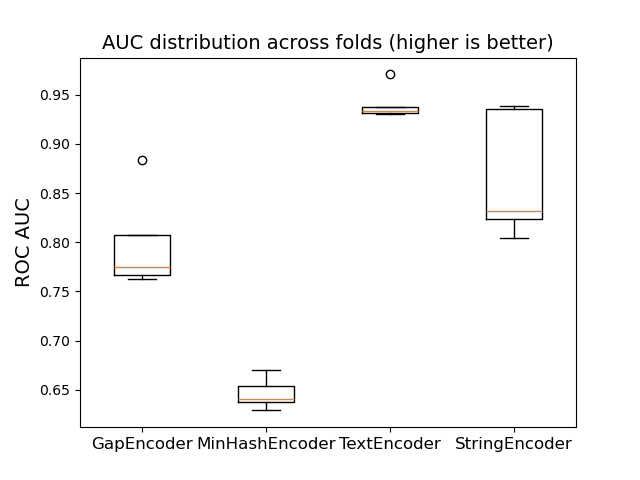 AUC distribution across folds (higher is better)
ROC AUC
0.95
0.90
0.85
0.80
0.75
0.70
0.65
GapEncoder MinHashEncoder TextEncoder StringEncoder